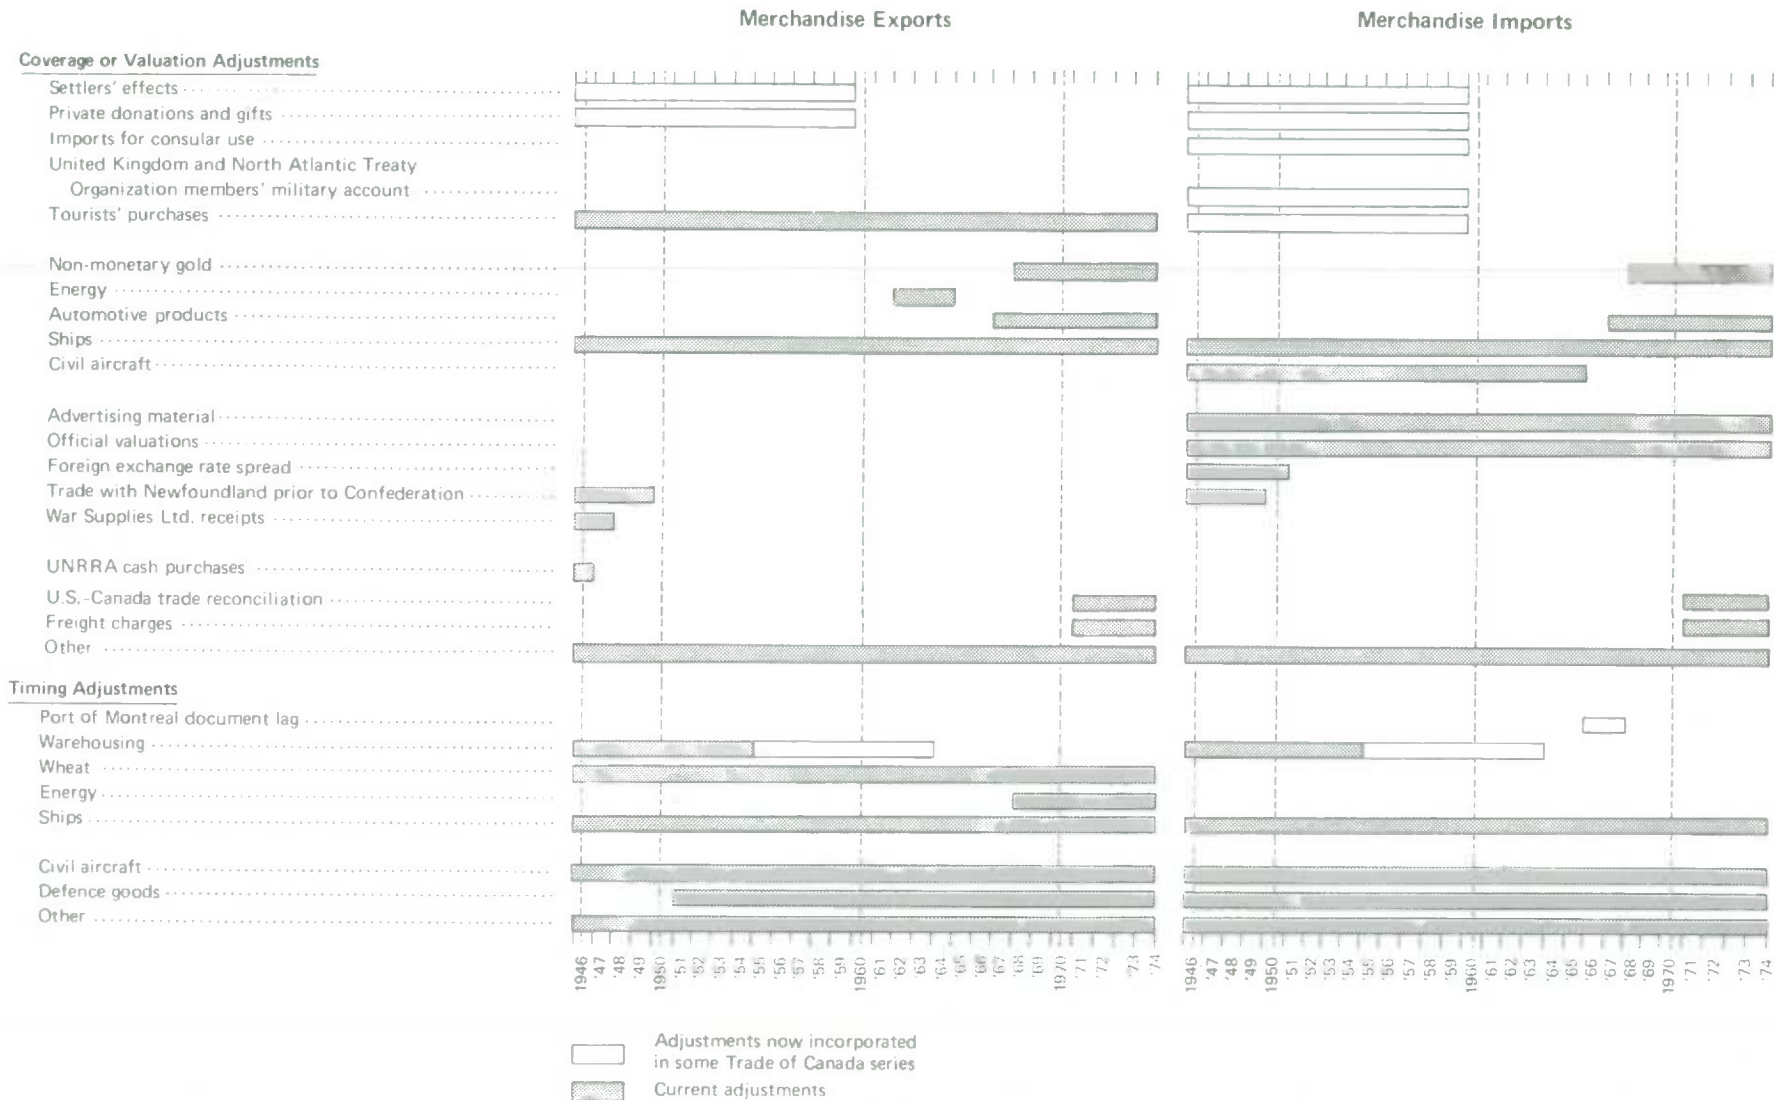 Merchandise Exports
Merchandise Imports
Coverage or Valuation Adjustments
Settlers' effects
Private donations and gifts
Imports for consular use
United Kingdom and North Atlantic Treaty
Organization members' military account
Tourists' purchases
Non-monetary gold
Energy
Automotive products
Ships
Civil aircraft
Advertising material
Official valuations
Foreign exchange rate spread
Trade with Newfoundland prior to Confederation
War Supplies Ltd. receipts
UNRRA cash purchases
U.S.-Canada trade reconciliation
Freight charges
Other
Timing Adjustments
Port of Montreal document lag
Warehousing
Wheat
Energy
Ships
Civil aircraft
Defence goods
Other
1946 '47 '48 '49 1950 '51 '52 '53 '54 '55 '56 '57 '58 '59 1960 '61 '62 '63 '64 '65 '66 '67 '68 '69 1970 '71 '72 '73 '74
1946 '47 '48 '49 1950 '51 '52 '53 '54 '55 '56 '57 '58 '59 1960 '61 '62 '63 '64 '65 '66 '67 '68 '69 1970 '71 '72 '73 '74
Adjustments now incorporated
in some Trade of Canada series
Current adjustments